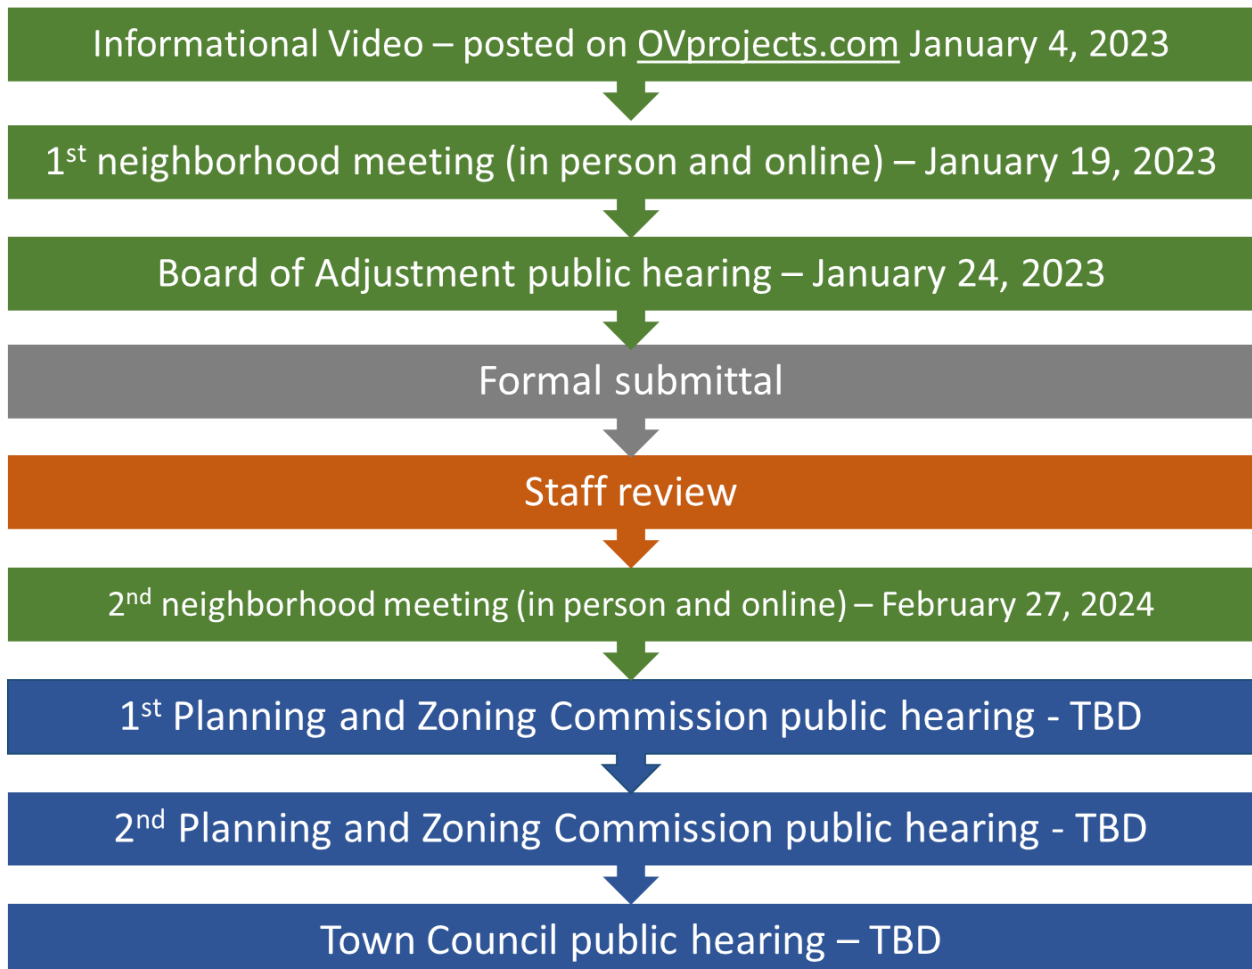 Informational Video – posted on OVprojects.com January 4, 2023
1st neighborhood meeting (in person and online) – January 19, 2023
Board of Adjustment public hearing – January 24, 2023
Formal submittal
Staff review
2nd neighborhood meeting (in person and online) – February 27, 2024
1st Planning and Zoning Commission public hearing - TBD
2nd Planning and Zoning Commission public hearing - TBD
Town Council public hearing – TBD